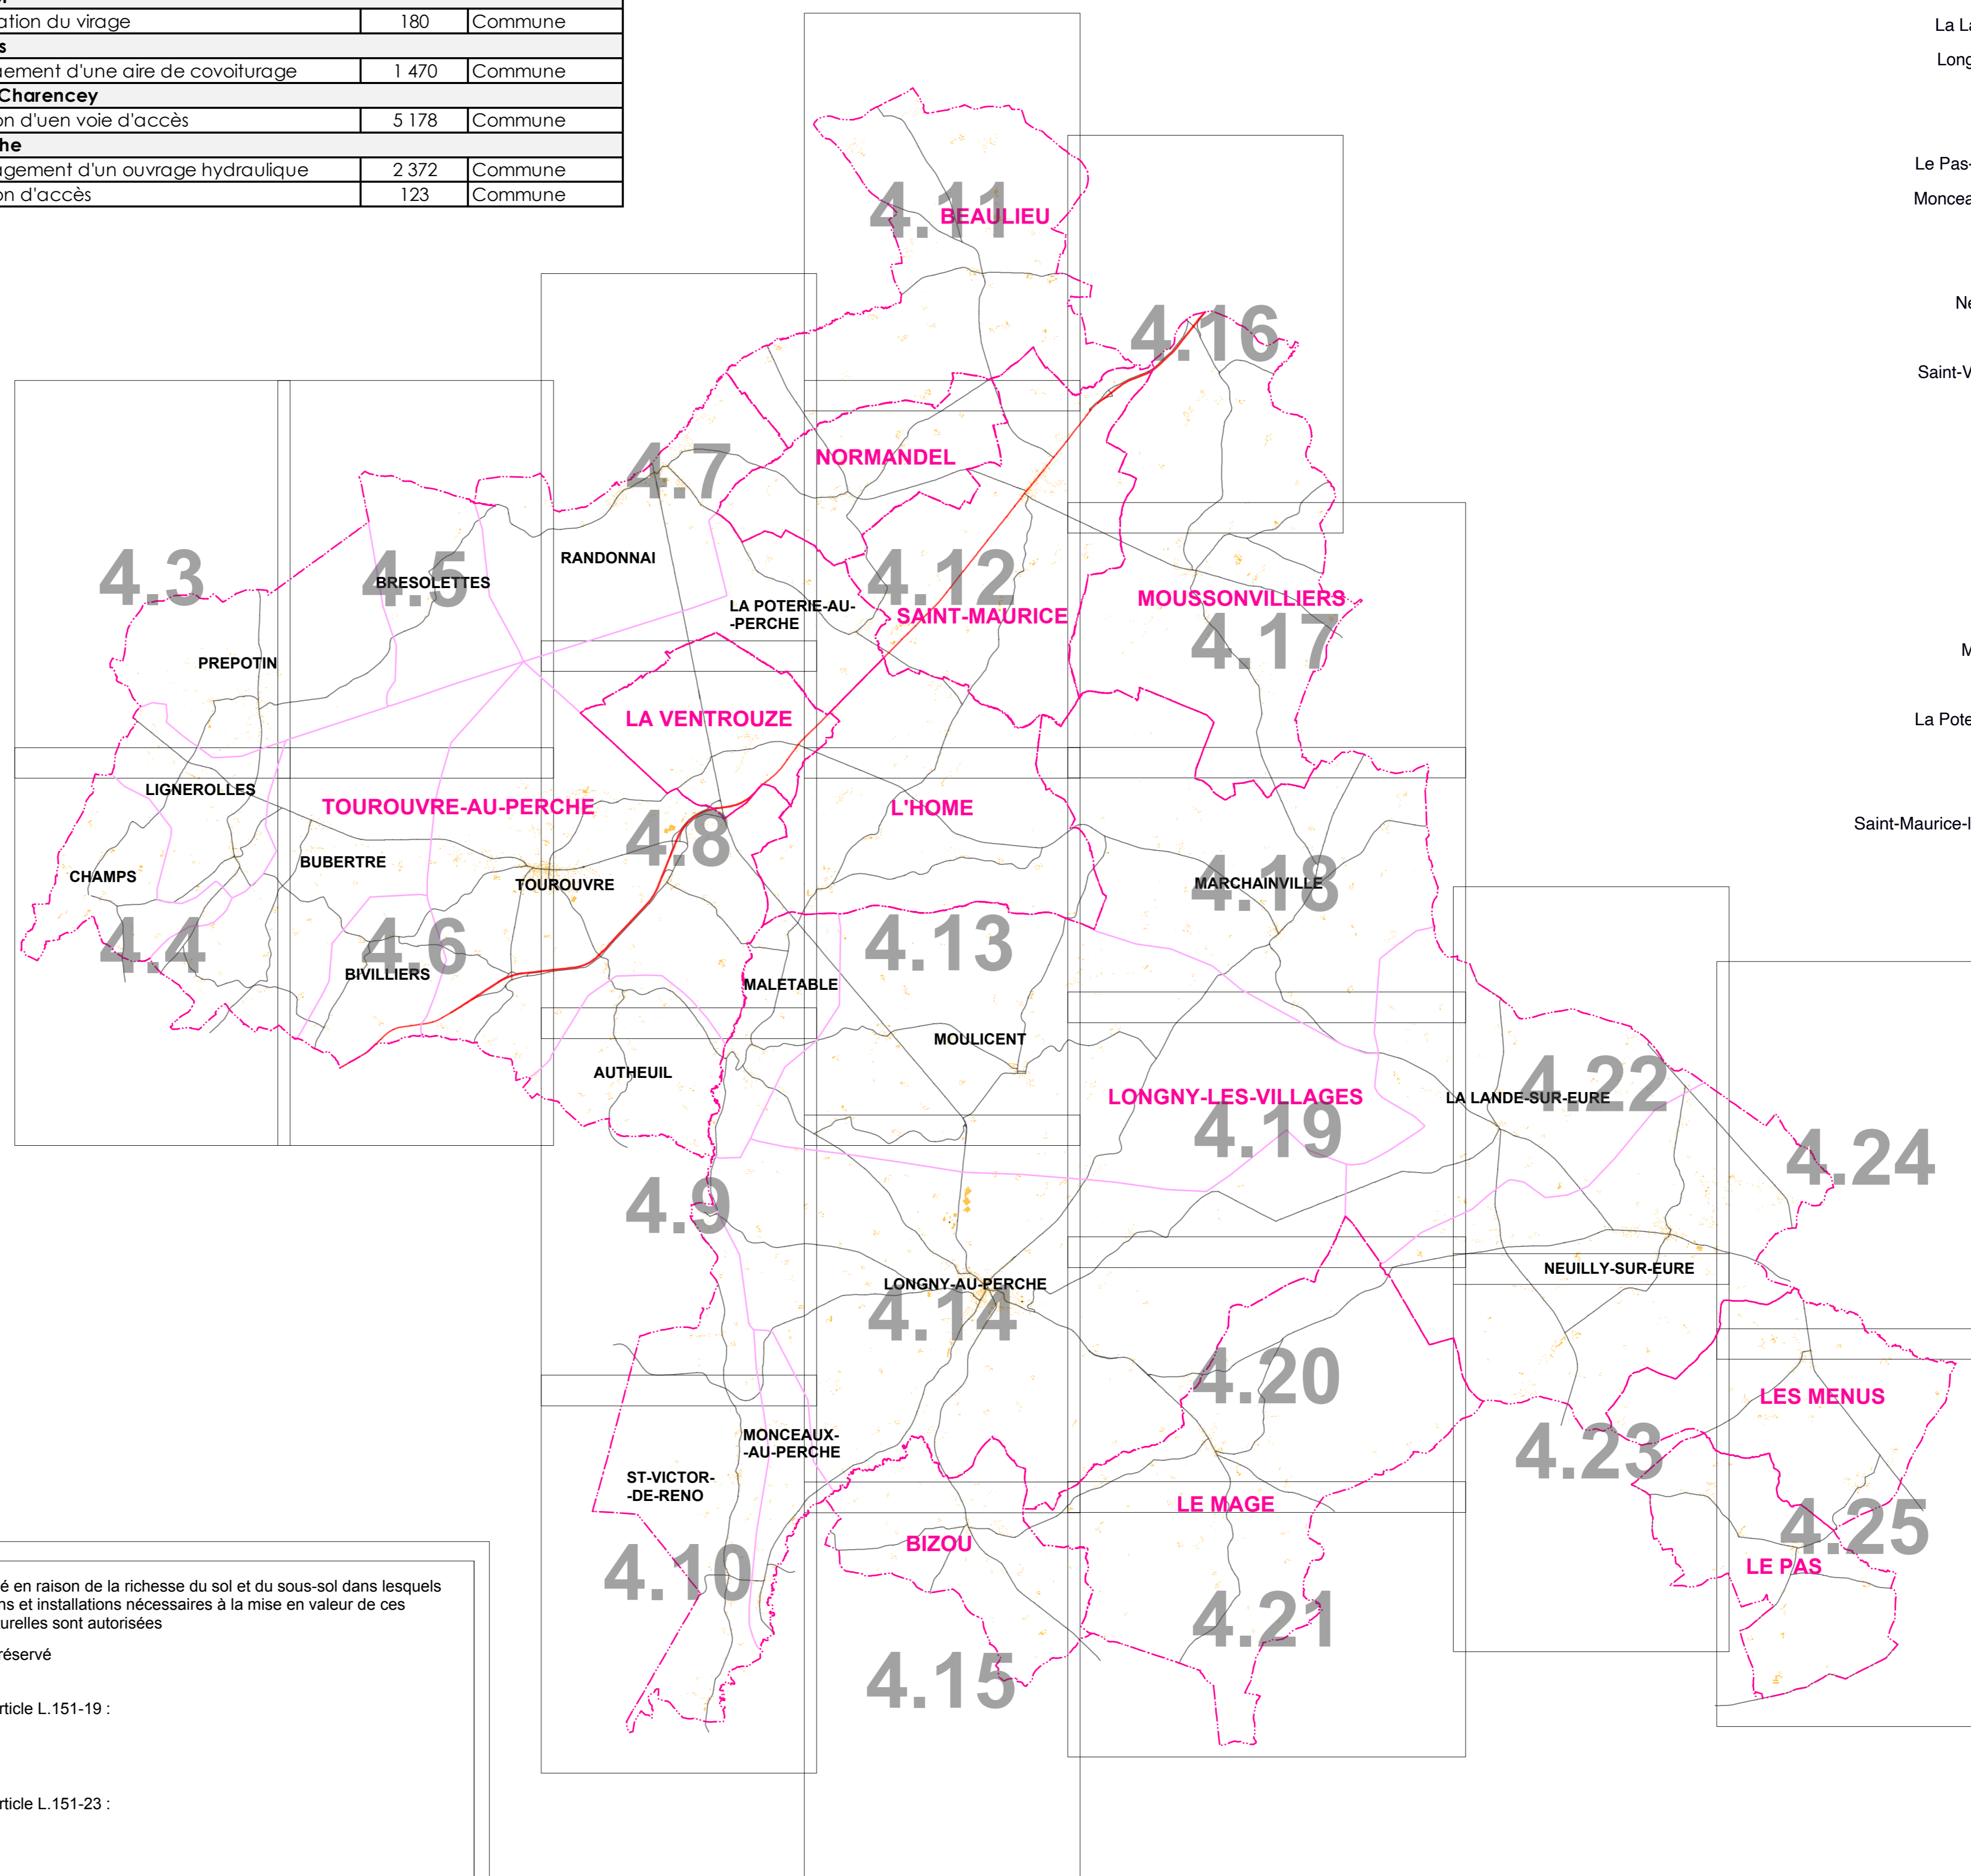 ation du virage 180 Commune
s
ement d'une aire de covoiturage 1 470 Commune
Charencey
on d'uen voie d'accès 5 178 Commune
he
agement d'un ouvrage hydraulique 2 372 Commune
on d'accès 123 Commune
La La
Long
Le Pas-
Moncea
Ne
Saint-V
M
La Pote
Saint-Maurice-l
4.11
BEAULIEU
4.16
4.7
NORMANDEL
4.3
4.5
BRESOLETTES
RANDONNAI
4.12
LA POTERIE-AU-
-PERCHE
SAINT-MAURICE
MOUSSONVILLIERS
4.17
PREPOTIN
LA VENTROUZE
LIGNEROLLES
TOUROUVRE-AU-PERCHE
L'HOME
4.8
BUBERTRE
CHAMPS
TOUROUVRE
MARCHAINVILLE
4.18
4.4
4.6
BIVILLIERS
4.13
MALETABLE
MOULICENT
AUTHEUIL
LONGNY-LES-VILLAGES
4.19
LA LANDE-SUR-EURE
4.22
4.24
4.9
NEUILLY-SUR-EURE
LONGNY-AU-PERCHE
4.14
4.20
LES MENUS
MONCEAUX-
-AU-PERCHE
4.23
ST-VICTOR-
-DE-RENO
LE MAGE
4.25
BIZOU
LE PAS
4.10
4.21
4.15
é en raison de la richesse du sol et du sous-sol dans lesquels
ns et installations nécessaires à la mise en valeur de ces
urelles sont autorisées
réservé
rticle L.151-19 :
rticle L.151-23 :